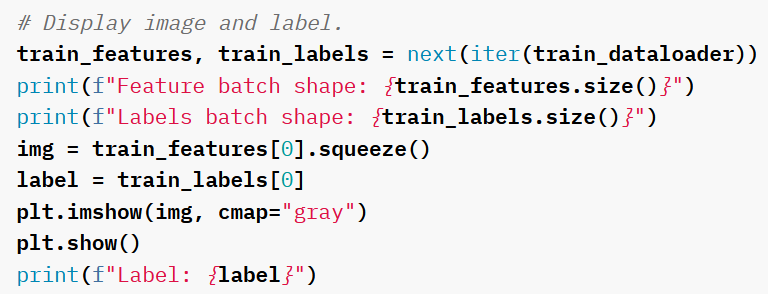 # Display image and label.
train_features, train_labels = next(iter(train_dataloader))
print(f"Feature batch shape: {train_features.size()}")
print(f"Labels batch shape: {train_labels.size()}")
img = train_features[0].squeeze()
label = train_labels[0]
plt.imshow(img, cmap="gray")
plt.show()
print(f"Label: {label}")